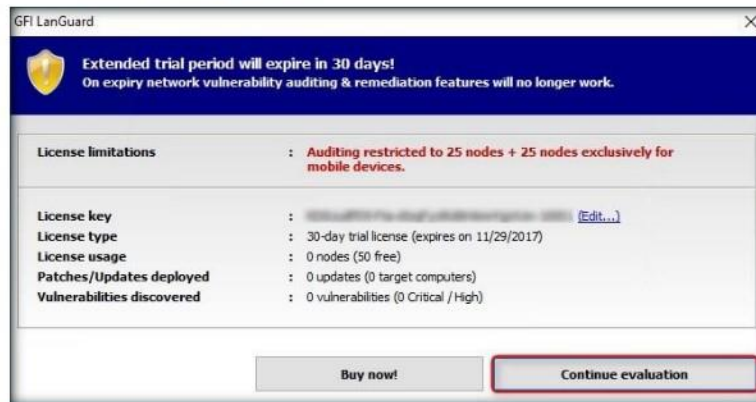 GFI LanGuard
Extended trial period will expire in 30 days!
On expiry network vulnerability auditing & remediation features will no longer work.
License limitations : Auditing restricted to 25 nodes + 25 nodes exclusively for
mobile devices.
License key : (Edit...)
License type : 30-day trial license (expires on 11/29/2017)
License usage : 0 nodes (50 free)
Patches/Updates deployed : 0 updates (0 target computers)
Vulnerabilities discovered : 0 vulnerabilities (0 Critical / High)
Buy now! Continue evaluation